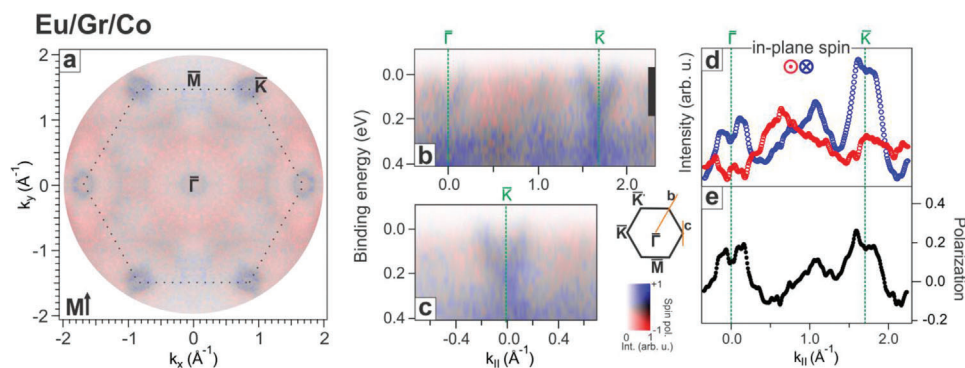 Eu/Gr/Co
a
M̅
K̅
Γ̅
M↑
k_y (Å⁻¹)
2
1
0
-1
-2
-2
-1
0
1
2
k_x (Å⁻¹)
Γ̅
K̅
b
0.0
0.2
0.4
0.0
1.0
2.0
Binding energy (eV)
K̅
c
0.0
0.2
0.4
-0.4
0.0
0.4
k_II (Å⁻¹)
K̅'
b
K̅
Γ̅
c
M̅
+1
-1
Spin pol.
0
1
Int. (arb. u.)
Γ̅
in-plane spin
K̅
d
Intensity (arb. u.)
e
0.4
0.2
0.0
-0.2
Polarization
0.0
1.0
2.0
k_II (Å⁻¹)